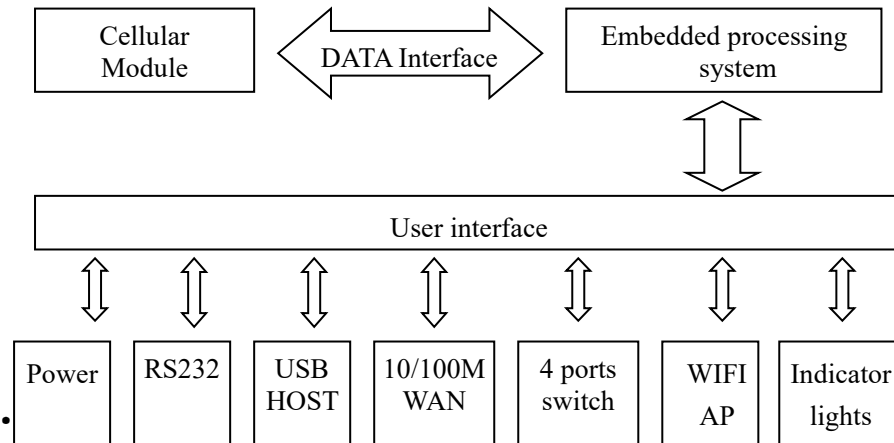 Cellular
Module
DATA Interface
Embedded processing
system
User interface
Power
RS232
USB
HOST
10/100M
WAN
4 ports
switch
WIFI
AP
Indicator
lights